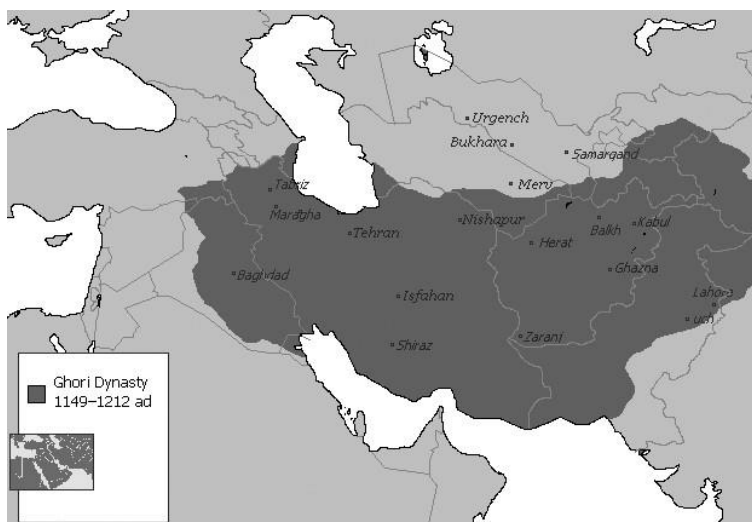 Urgench
Bukhara
Samarqand
Merv
Tabriz
Maragha
Tehran
Nishapur
Herat
Balkh
Kabul
Ghazna
Baghdad
Isfahan
Lahore
uch
Shiraz
Zarani
Ghori Dynasty
1149-1212 ad